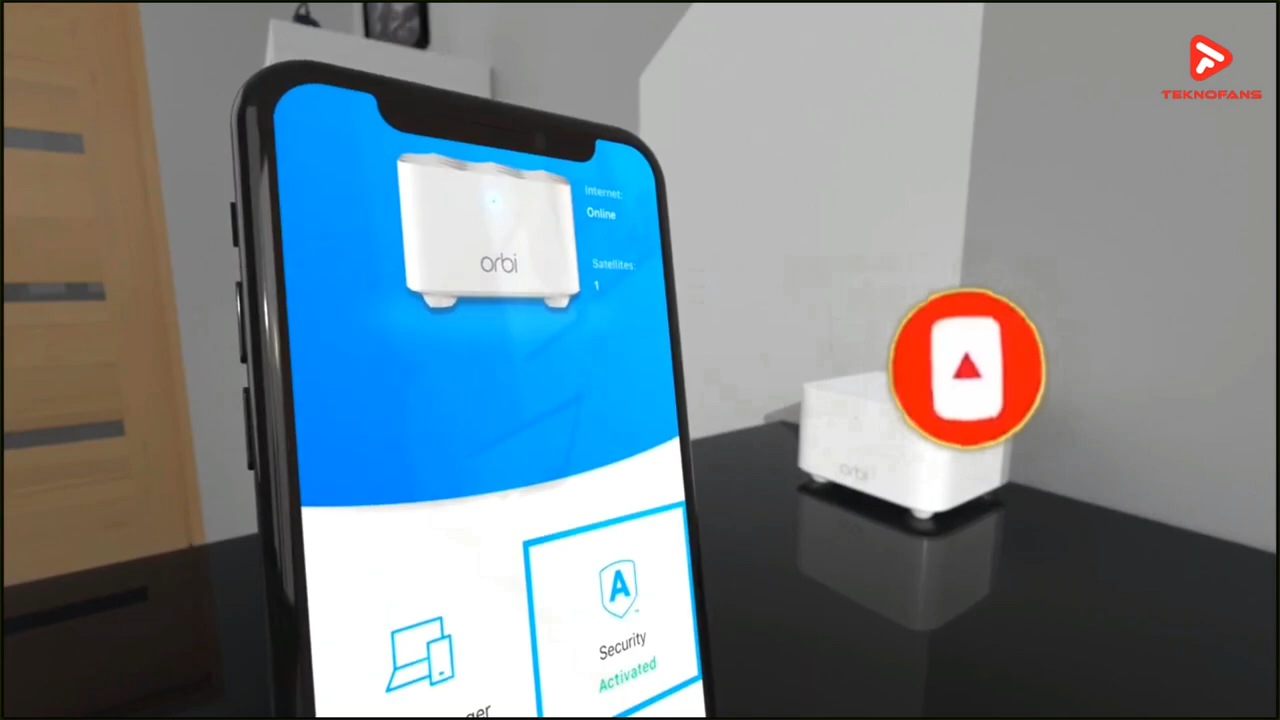 TEKNOFANS
Internet:
Online
orbi
Satellites:
1
orbi
A
Security
Activated